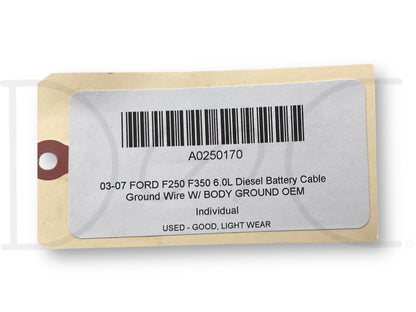 A0250170
03-07 FORD F250 F350 6.0L Diesel Battery Cable
Ground Wire W/ BODY GROUND OEM
Individual
USED - GOOD, LIGHT WEAR